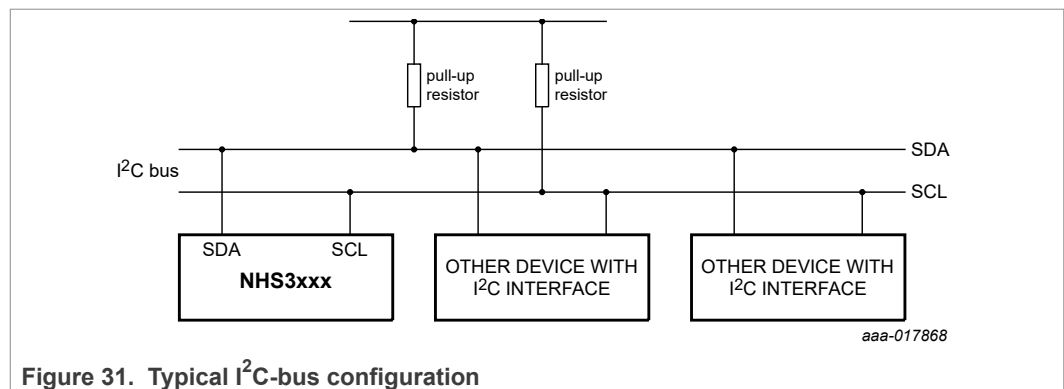 pull-up
resistor
pull-up
resistor
SDA
I²C bus
SCL
SDA
SCL
NHS3xxx
OTHER DEVICE WITH
I²C INTERFACE
OTHER DEVICE WITH
I²C INTERFACE
aaa-017868
Figure 31. Typical I²C-bus configuration